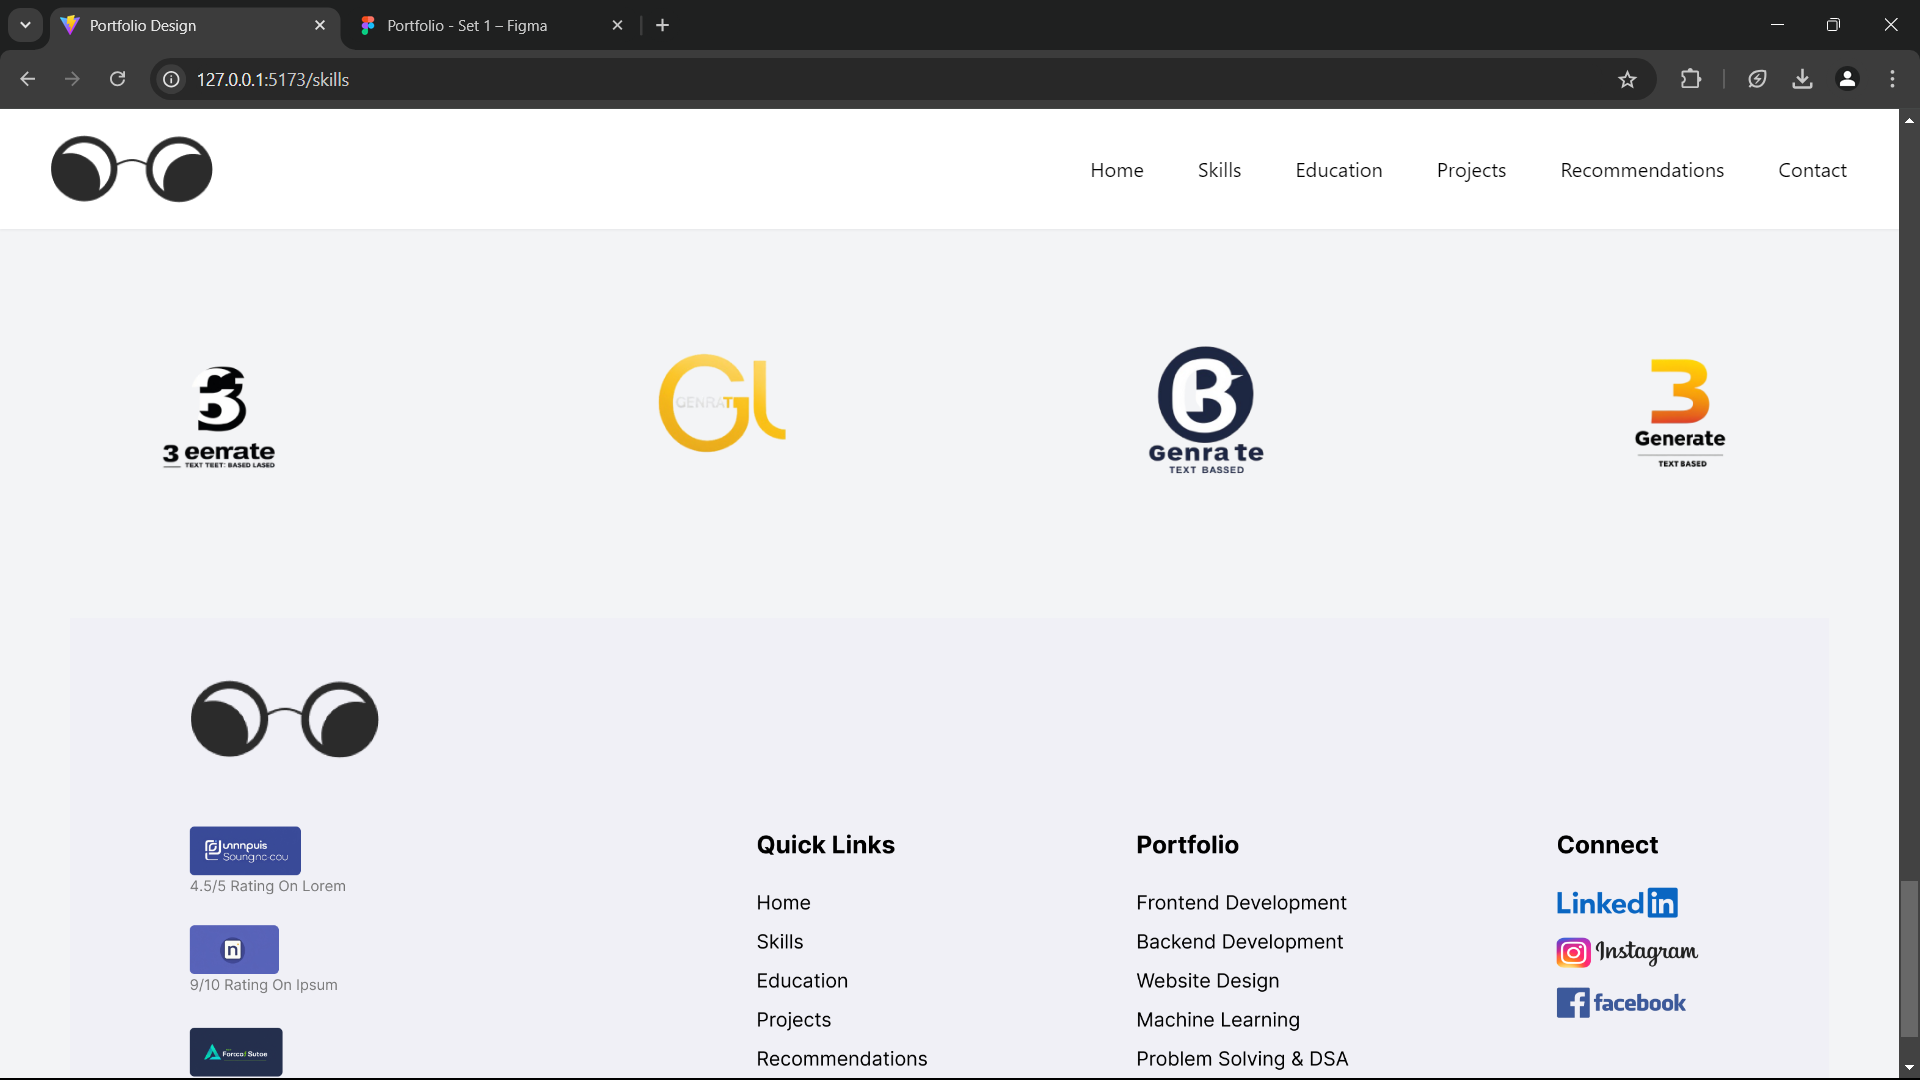 Portfolio Design
Portfolio - Set 1 – Figma
127.0.0.1:5173/skills
Home Skills Education Projects Recommendations Contact
3 eerrate
TEXT TEET: BASED LASED
GENRATE
GL
B
Genra te
TEXT BASSED
3
Generate
TEXT BASED
unnpuis
Soungnc·cou
4.5/5 Rating On Lorem
n
9/10 Rating On Ipsum
Quick Links
Home
Skills
Education
Projects
Recommendations
Portfolio
Frontend Development
Backend Development
Website Design
Machine Learning
Problem Solving & DSA
Connect
Linkedin
Instagram
facebook